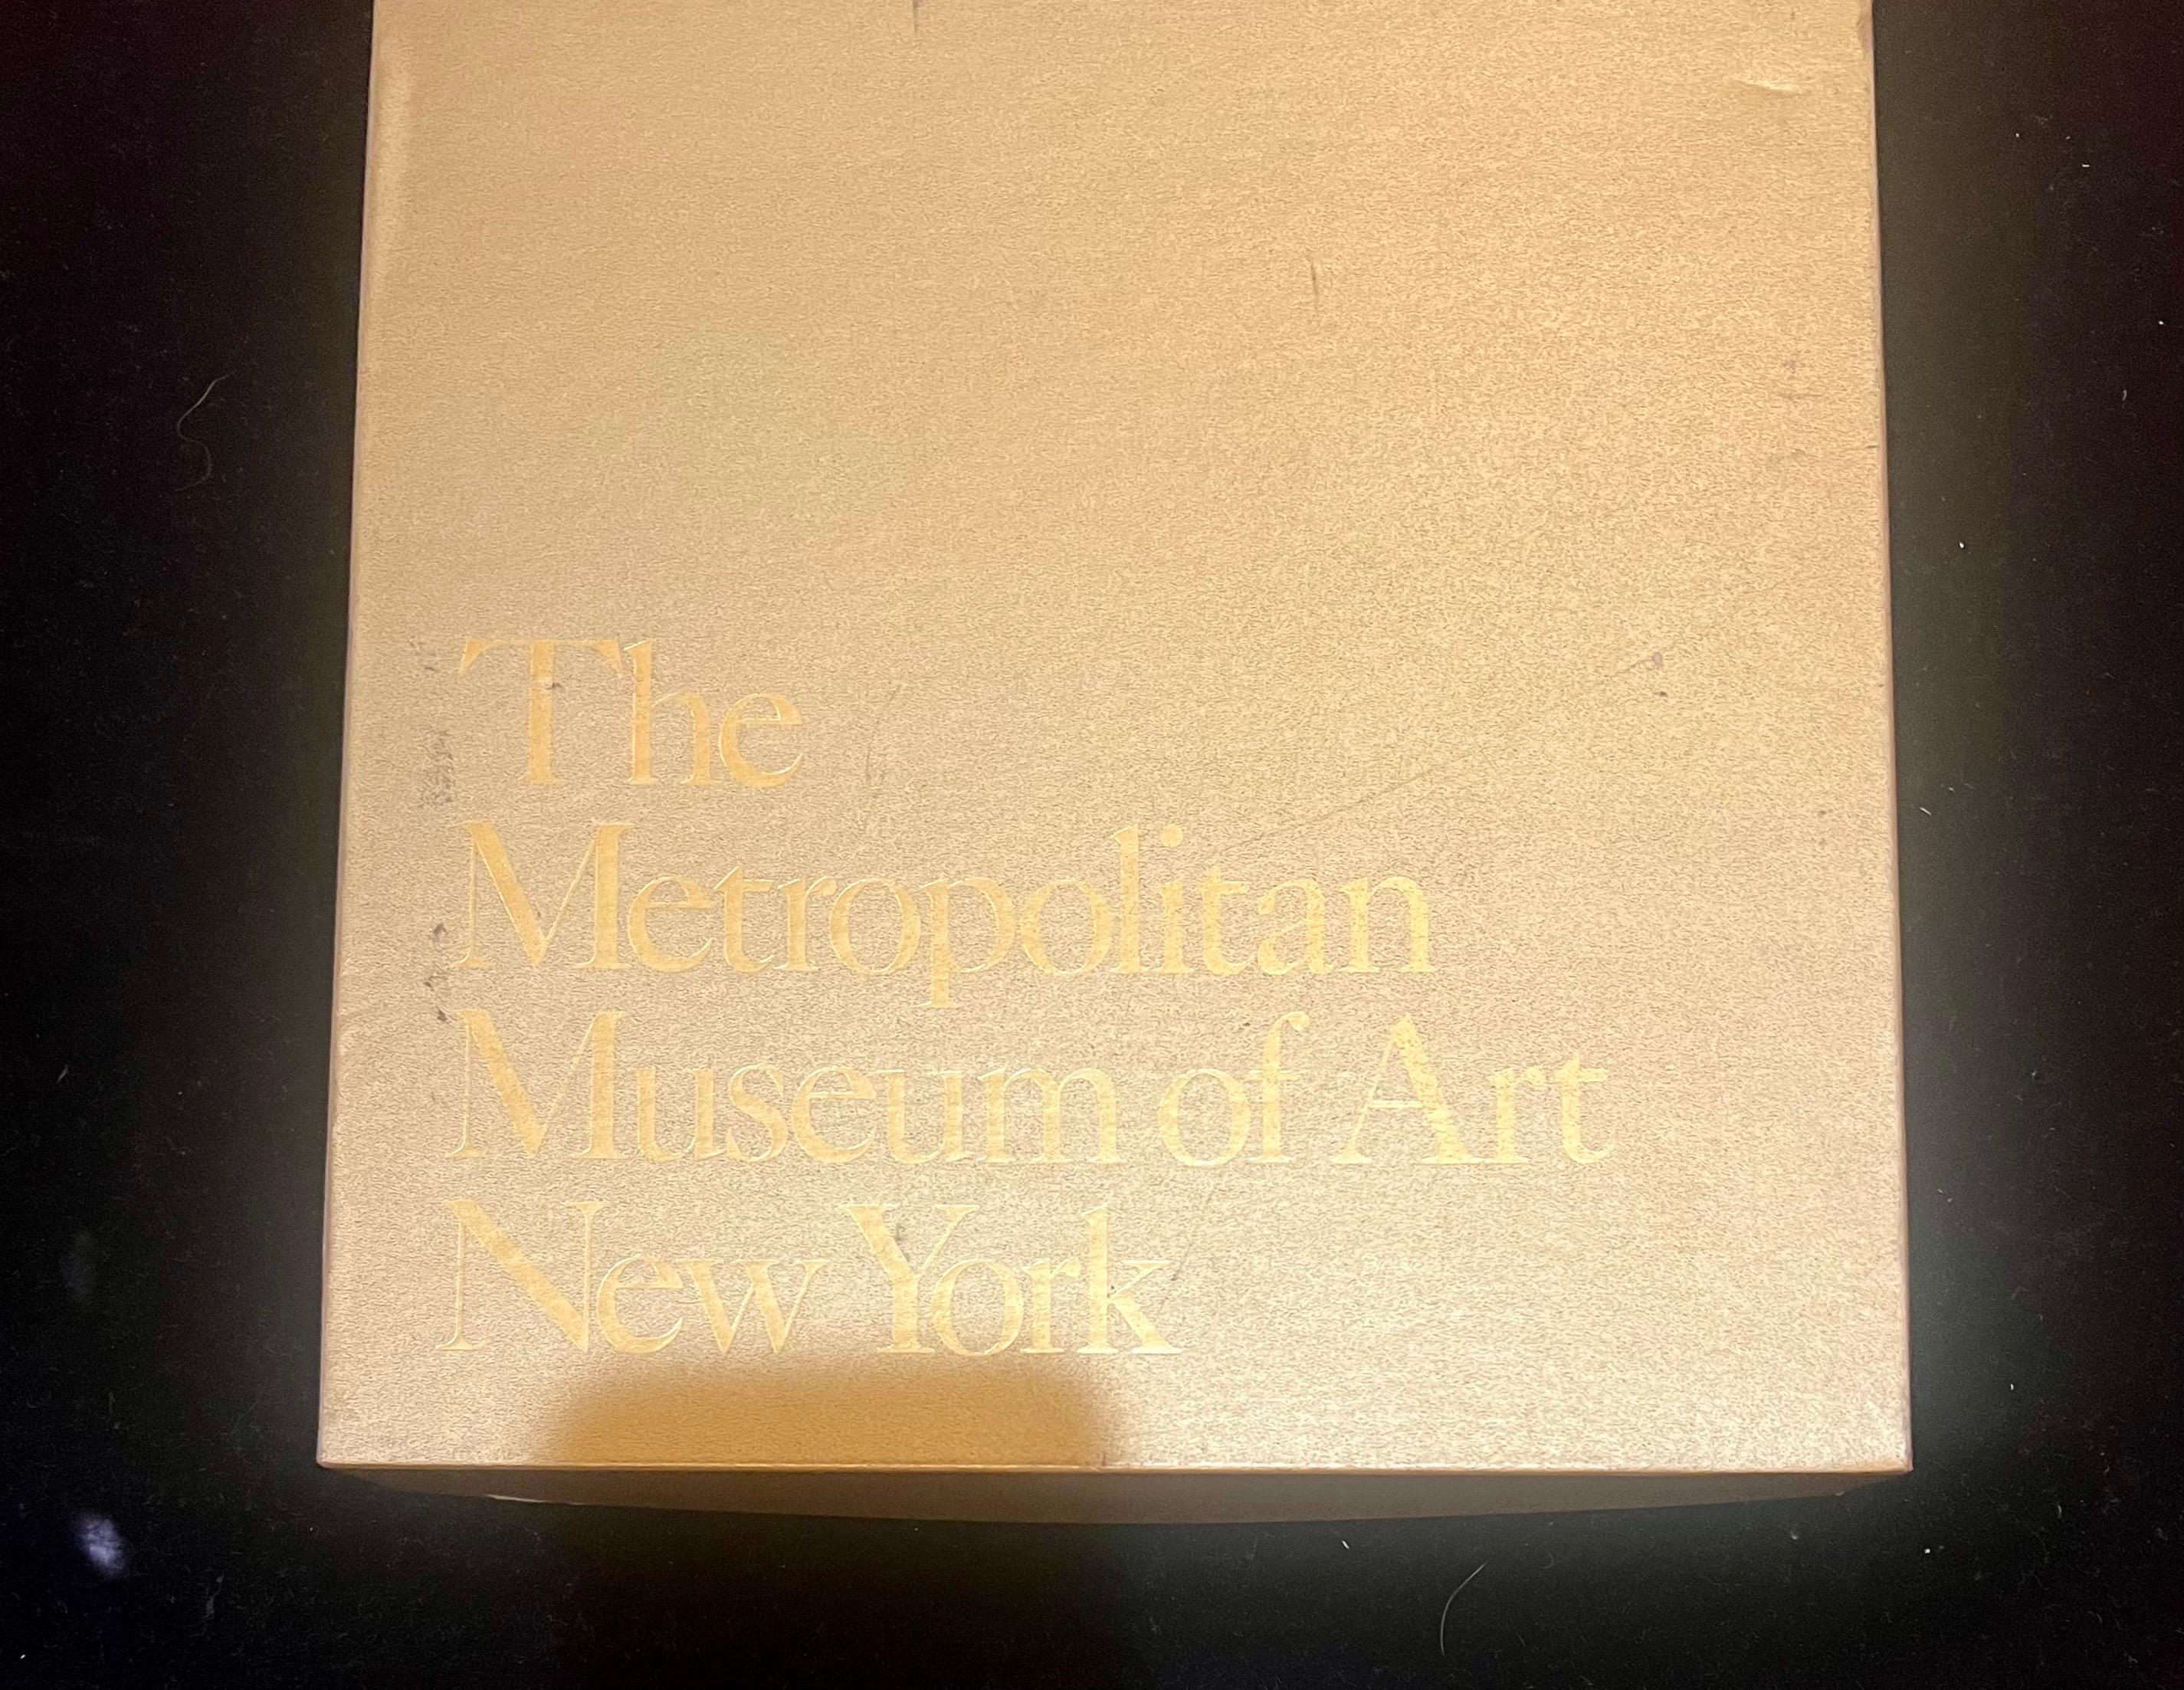 The
Metropolitan
Museum of Art
New York